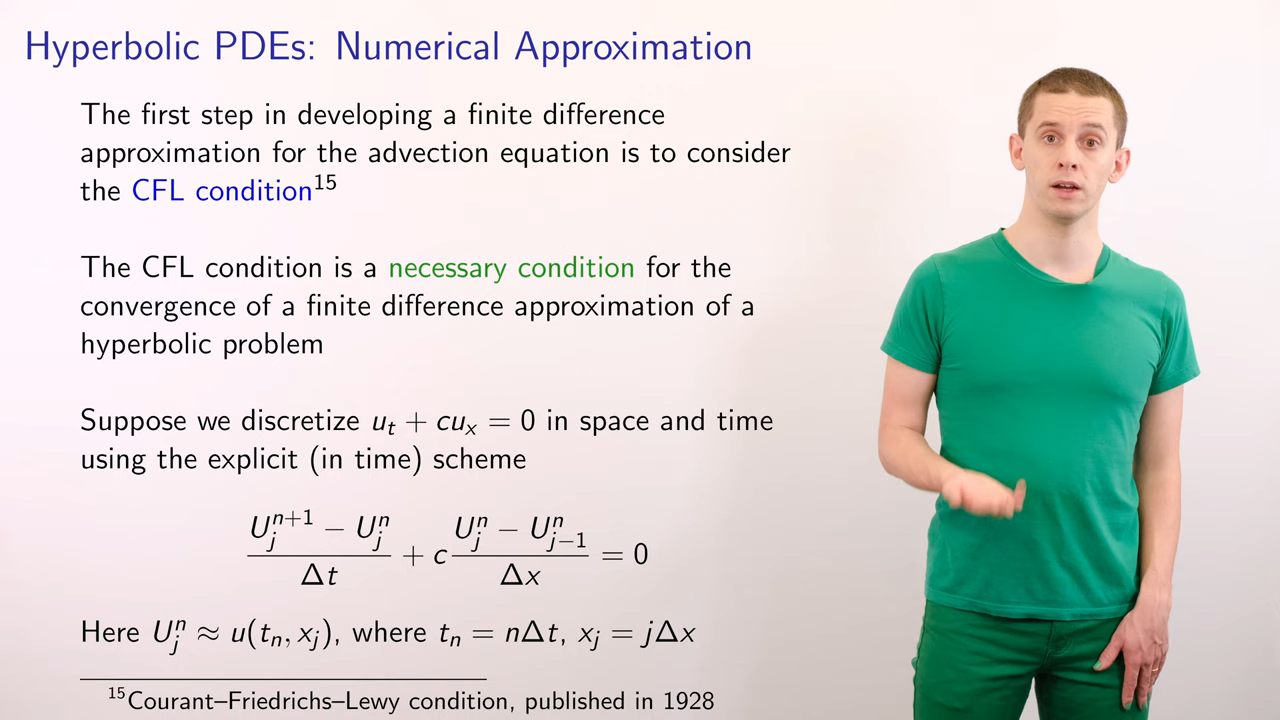 Hyperbolic PDEs: Numerical Approximation
The first step in developing a finite difference
approximation for the advection equation is to consider
the CFL condition¹⁵
The CFL condition is a necessary condition for the
convergence of a finite difference approximation of a
hyperbolic problem
Suppose we discretize u_t + cu_x = 0 in space and time
using the explicit (in time) scheme
\frac{U_j^{n+1} − U_j^n}{Δt} + c \frac{U_j^n − U_{j−1}^n}{Δx} = 0
Here U_j^n ≈ u(t_n, x_j), where t_n = nΔt, x_j = jΔx
¹⁵Courant–Friedrichs–Lewy condition, published in 1928